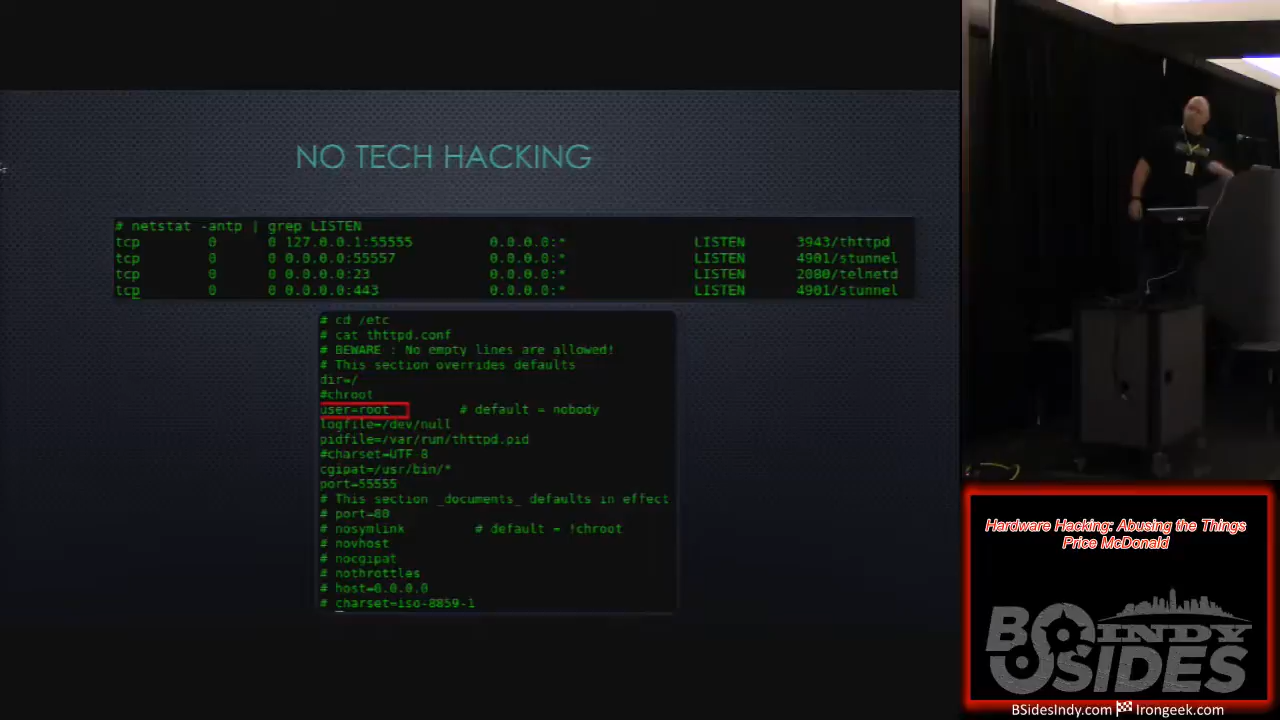 NO TECH HACKING
# netstat -antp | grep LISTEN
tcp 0 0 127.0.0.1:55555 0.0.0.0:* LISTEN 3943/thttpd
tcp 0 0 0.0.0.0:55557 0.0.0.0:* LISTEN 4901/stunnel
tcp 0 0 0.0.0.0:23 0.0.0.0:* LISTEN 2080/telnetd
tcp 0 0 0.0.0.0:443 0.0.0.0:* LISTEN 4901/stunnel
# cd /etc
# cat thttpd.conf
# BEWARE : No empty lines are allowed!
# This section overrides defaults
dir=/
#chroot
user=root # default = nobody
logfile=/dev/null
pidfile=/var/run/thttpd.pid
#charset=UTF-8
cgipat=/usr/bin/*
port=55555
# This section _documents_ defaults in effect
# port=80
# nosymlink # default = !chroot
# novhost
# nocgipat
# nothrottles
# host=0.0.0.0
# charset=iso-8859-1
Hardware Hacking: Abusing the Things
Price McDonald
BSIDES INDY
BSidesIndy.com Irongeek.com